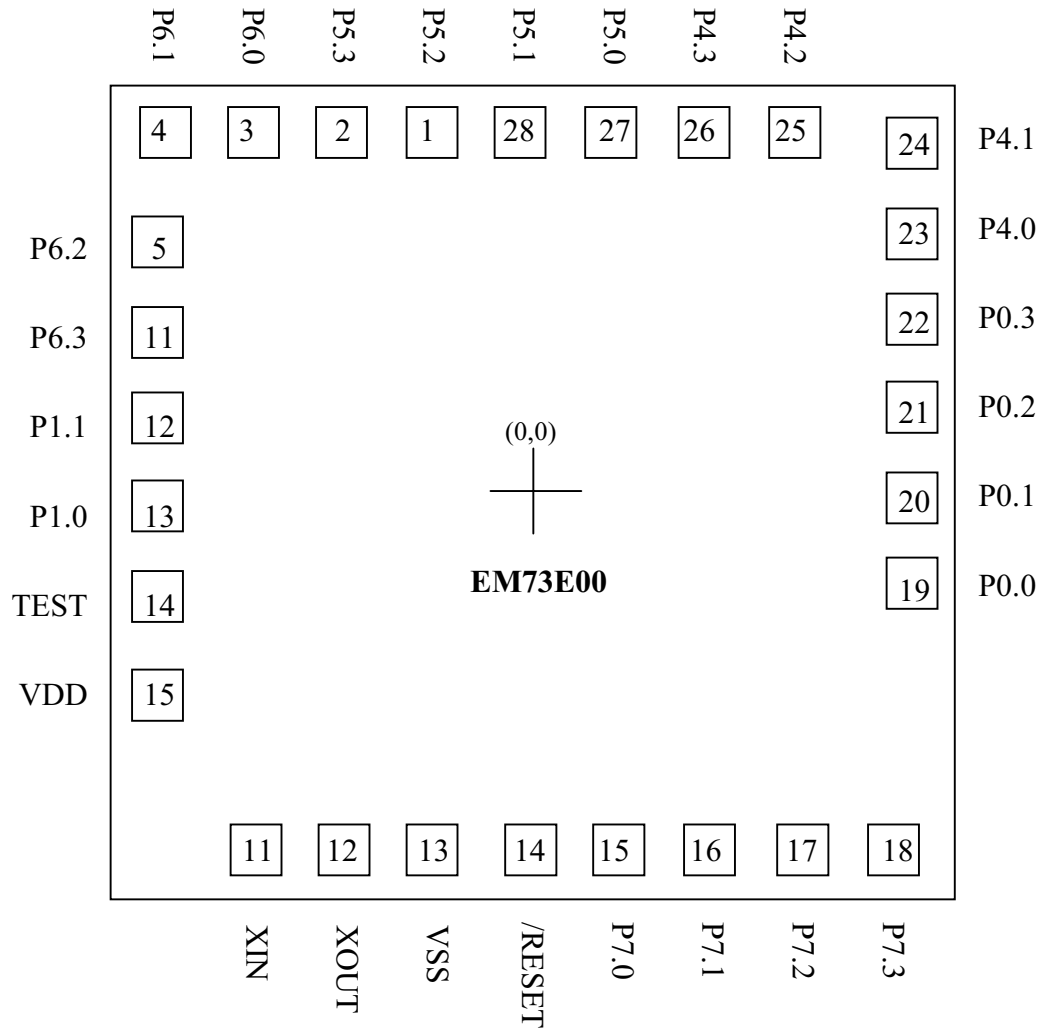 P6.1 P6.0 P5.3 P5.2 P5.1 P5.0 P4.3 P4.2
4 3 2 1 28 27 26 25 24 P4.1
P6.2 5 23 P4.0
P6.3 11 22 P0.3
P1.1 12 21 P0.2
(0,0)
P1.0 13 20 P0.1
EM73E00
TEST 14 19 P0.0
VDD 15
11 12 13 14 15 16 17 18
XIN XOUT VSS /RESET P7.0 P7.1 P7.2 P7.3